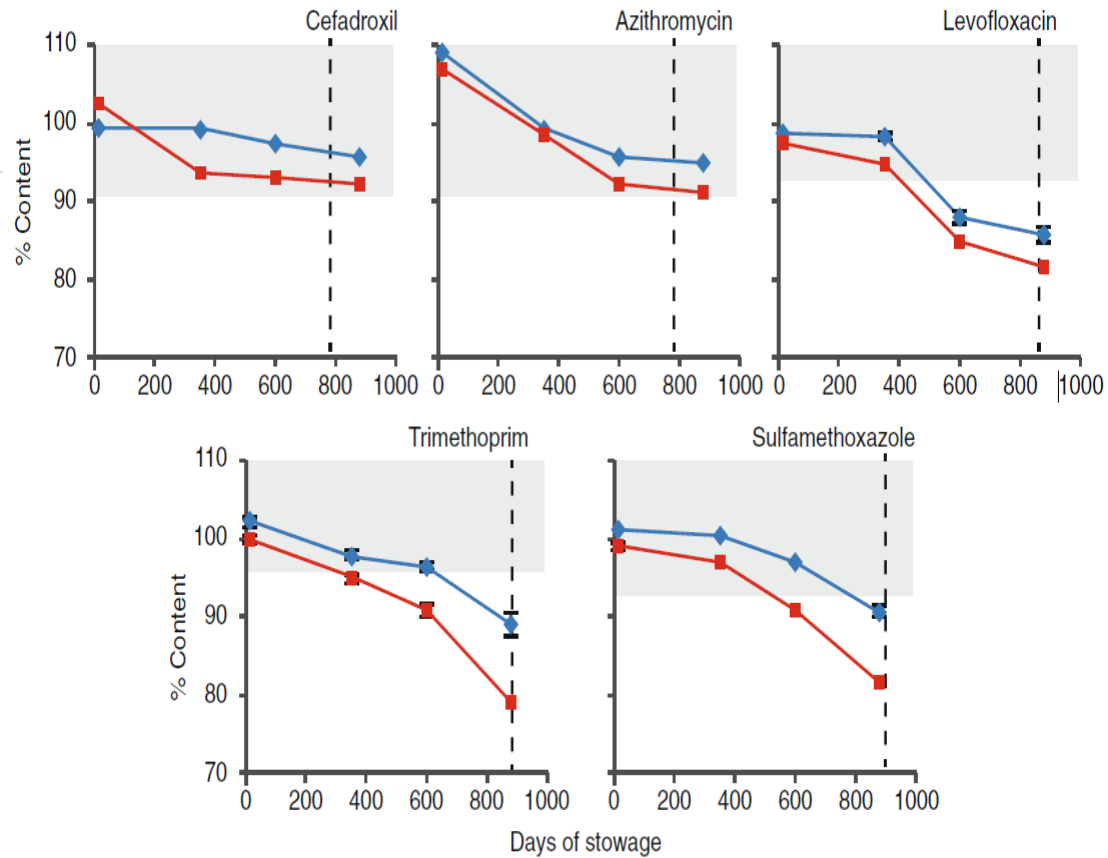 Cefadroxil
Azithromycin
Levofloxacin
% Content
110
100
90
80
70
0 200 400 600 800 1000
0 200 400 600 800 1000
0 200 400 600 800 1000
Trimethoprim
Sulfamethoxazole
% Content
110
100
90
80
70
0 200 400 600 800 1000
0 200 400 600 800 1000
Days of stowage